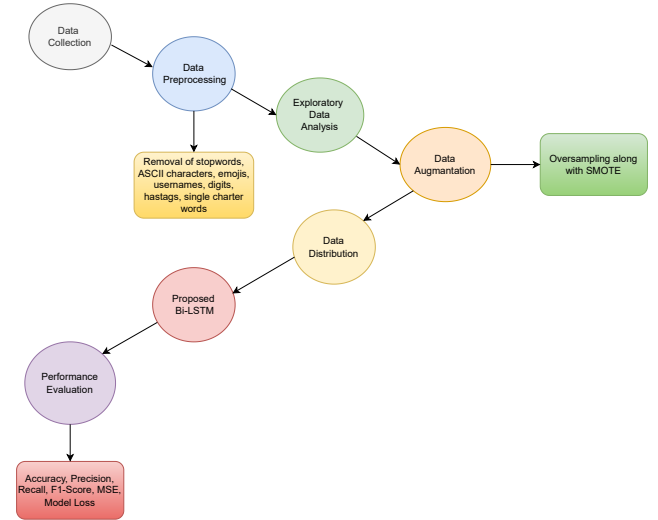 Data
Collection
Data
Preprocessing
Exploratory
Data
Analysis
Removal of stopwords,
ASCII characters, emojis,
usernames, digits,
hastags, single charter
words
Data
Augmantation
Oversampling along
with SMOTE
Data
Distribution
Proposed
Bi-LSTM
Performance
Evaluation
Accuracy, Precision,
Recall, F1-Score, MSE,
Model Loss